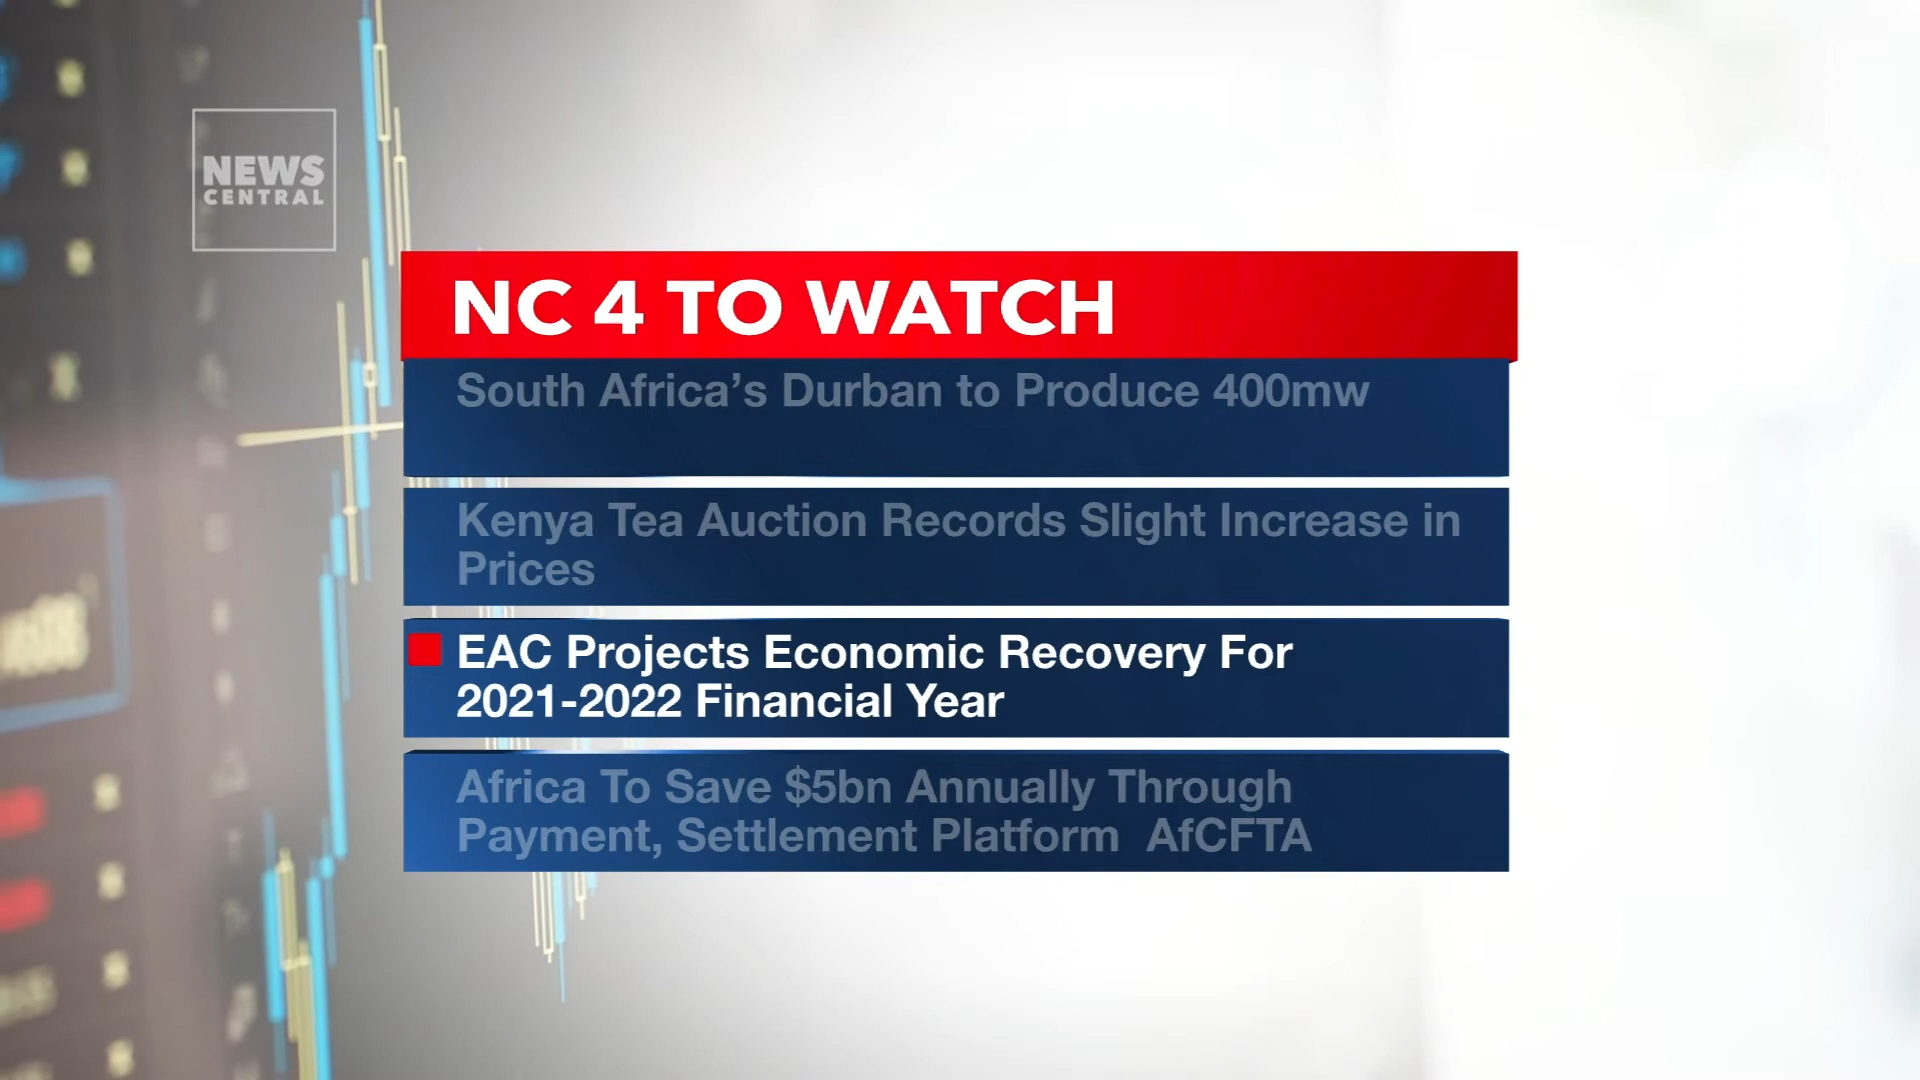 NEWS
CENTRAL
NC 4 TO WATCH
South Africa’s Durban to Produce 400mw
Kenya Tea Auction Records Slight Increase in
Prices
EAC Projects Economic Recovery For
2021-2022 Financial Year
Africa To Save $5bn Annually Through
Payment, Settlement Platform AfCFTA